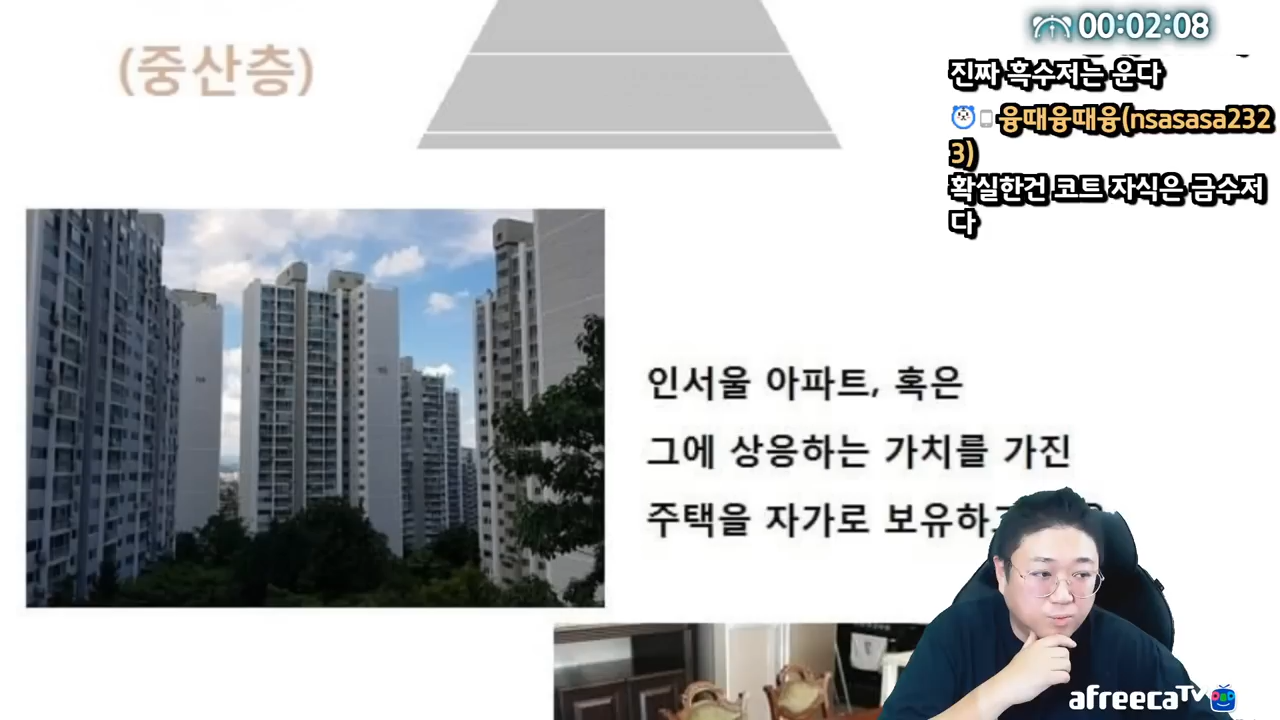 (중산층)
00:02:08
진짜 흑수저는 운다
융때융때융(nsasasa232
3)
확실한건 코트 자식은 금수저
다
인서울 아파트, 혹은
그에 상응하는 가치를 가진
주택을 자가로 보유하고
afreecaTV